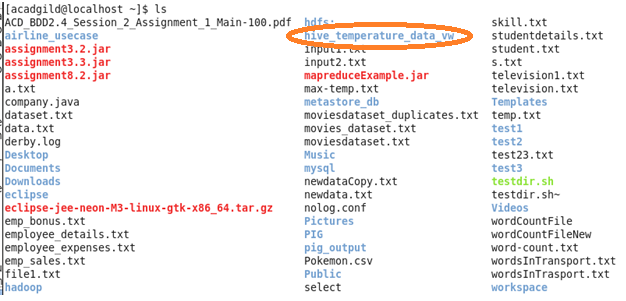 [acadgild@localhost ~]$ ls
ACD_BDD2.4_Session_2_Assignment_1_Main-100.pdf hdfs: skill.txt
airline_usecase hive_temperature_data_vw studentdetails.txt
assignment3.2.jar input1.txt student.txt
assignment3.3.jar input2.txt s.txt
assignment8.2.jar mapreduceExample.jar television1.txt
a.txt max-temp.txt television.txt
company.java metastore_db Templates
dataset.txt moviesdataset_duplicates.txt temp.txt
data.txt movies_dataset.txt test1
derby.log moviesdataset.txt test2
Desktop Music test23.txt
Documents mysql test3
Downloads newdataCopy.txt testdir.sh
eclipse newdata.txt testdir.sh~
eclipse-jee-neon-M3-linux-gtk-x86_64.tar.gz nolog.conf Videos
emp_bonus.txt Pictures wordCountFile
employee_details.txt PIG wordCountFileNew
employee_expenses.txt pig_output word-count.txt
emp_sales.txt Pokemon.csv wordsInTransport.txt
file1.txt Public wordsInTrasport.txt
hadoop select workspace